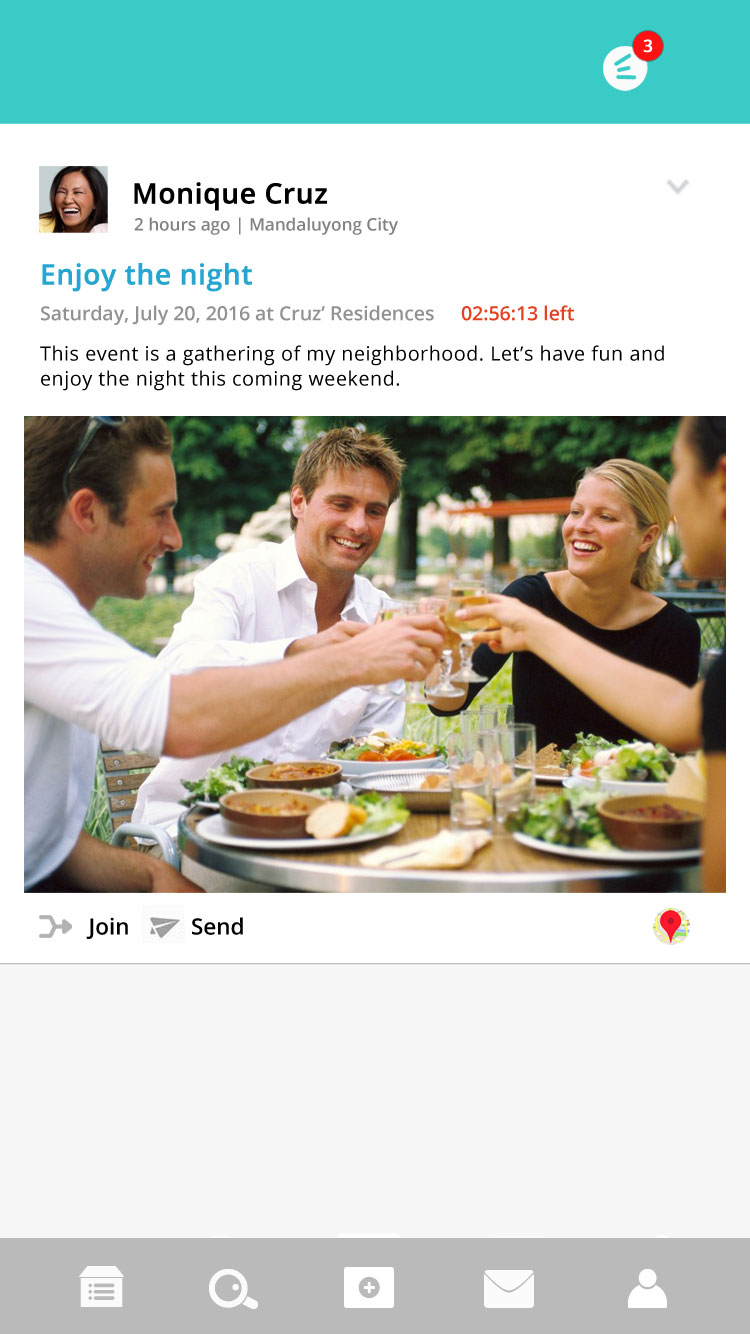 3
Monique Cruz
2 hours ago | Mandaluyong City
Enjoy the night
Saturday, July 20, 2016 at Cruz’ Residences 02:56:13 left
This event is a gathering of my neighborhood. Let’s have fun and
enjoy the night this coming weekend.
Join Send